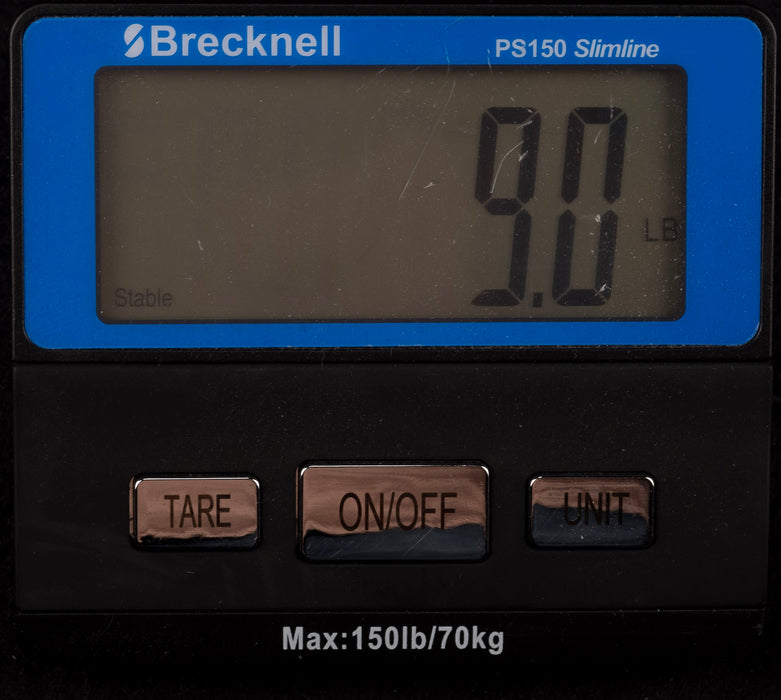 Brecknell
PS150 Slimline
9.0
LB
Stable
TARE
ON/OFF
UNIT
Max:150lb/70kg